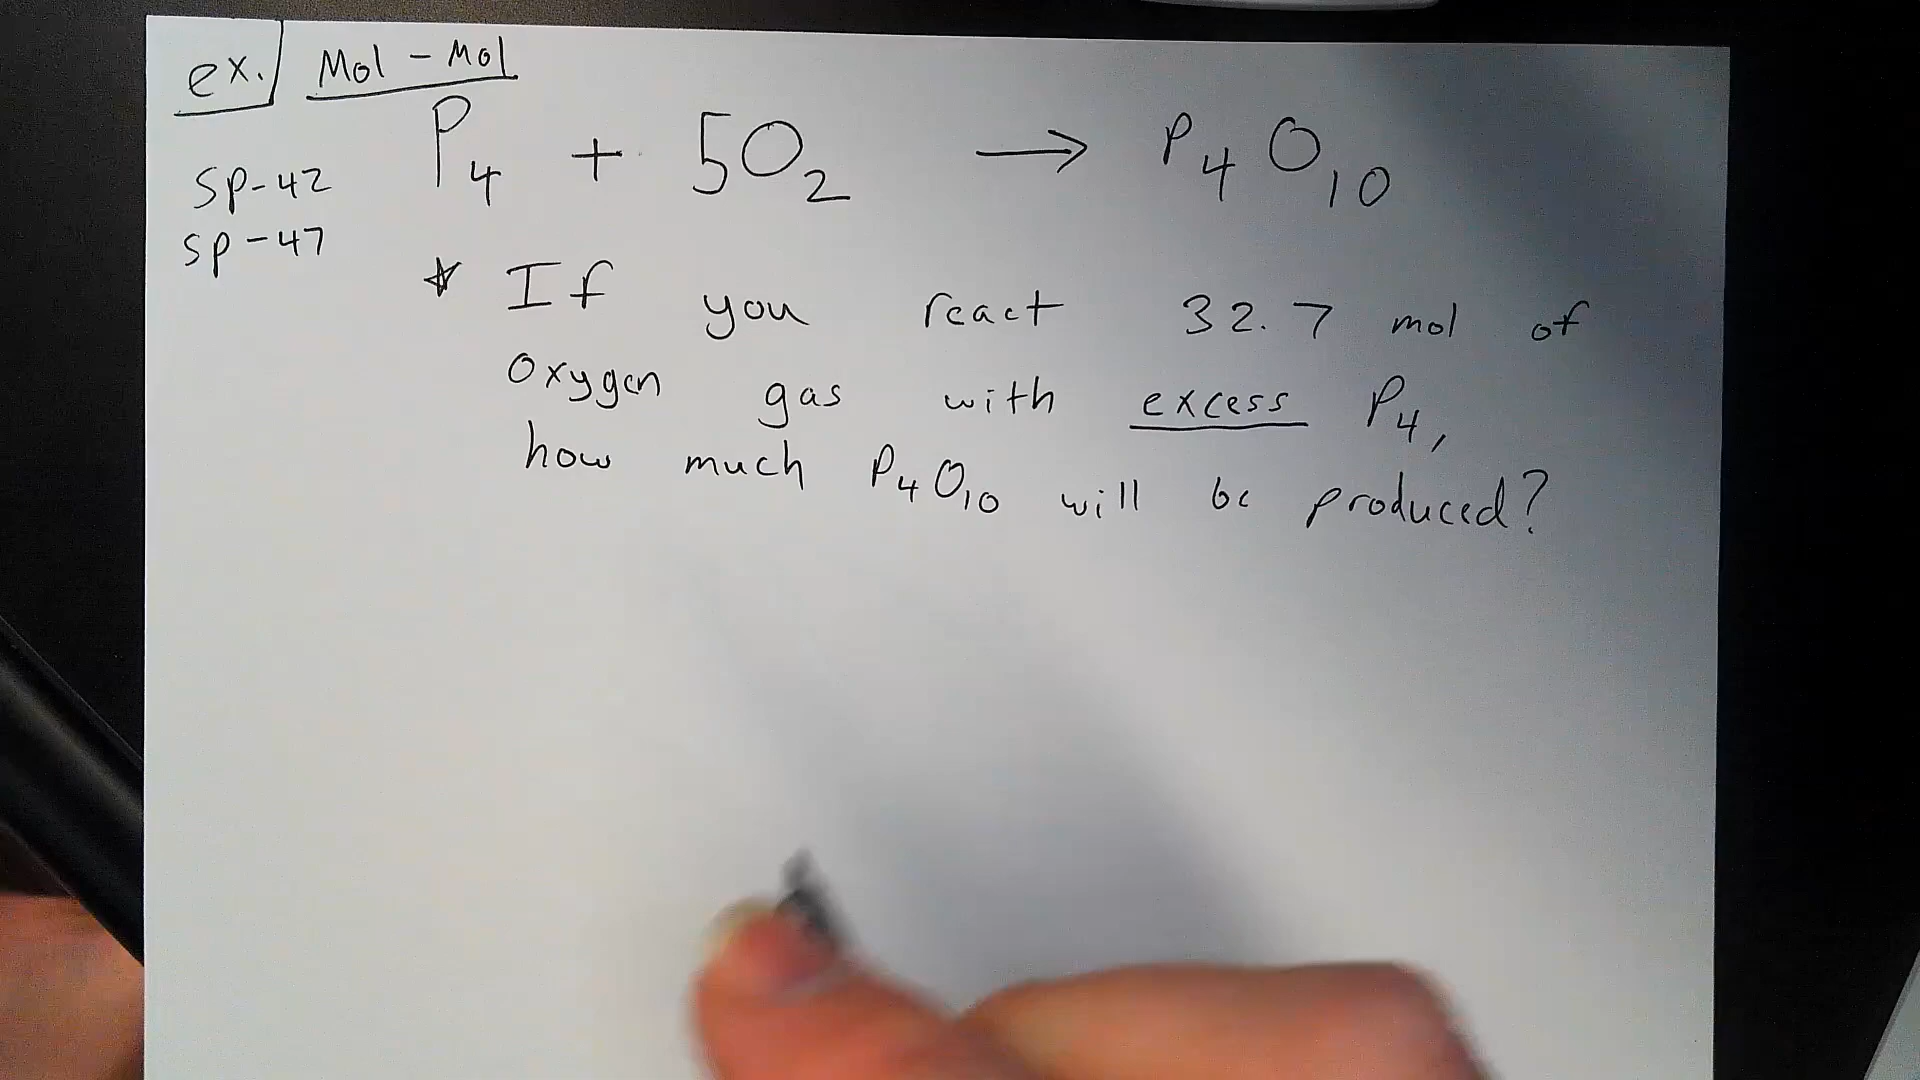 ex. Mol - Mol
P₄ + 5O₂ → P₄O₁₀
Sp-42
Sp-47
* If you react 32.7 mol of
oxygen gas with excess P₄,
how much P₄O₁₀ will be produced?